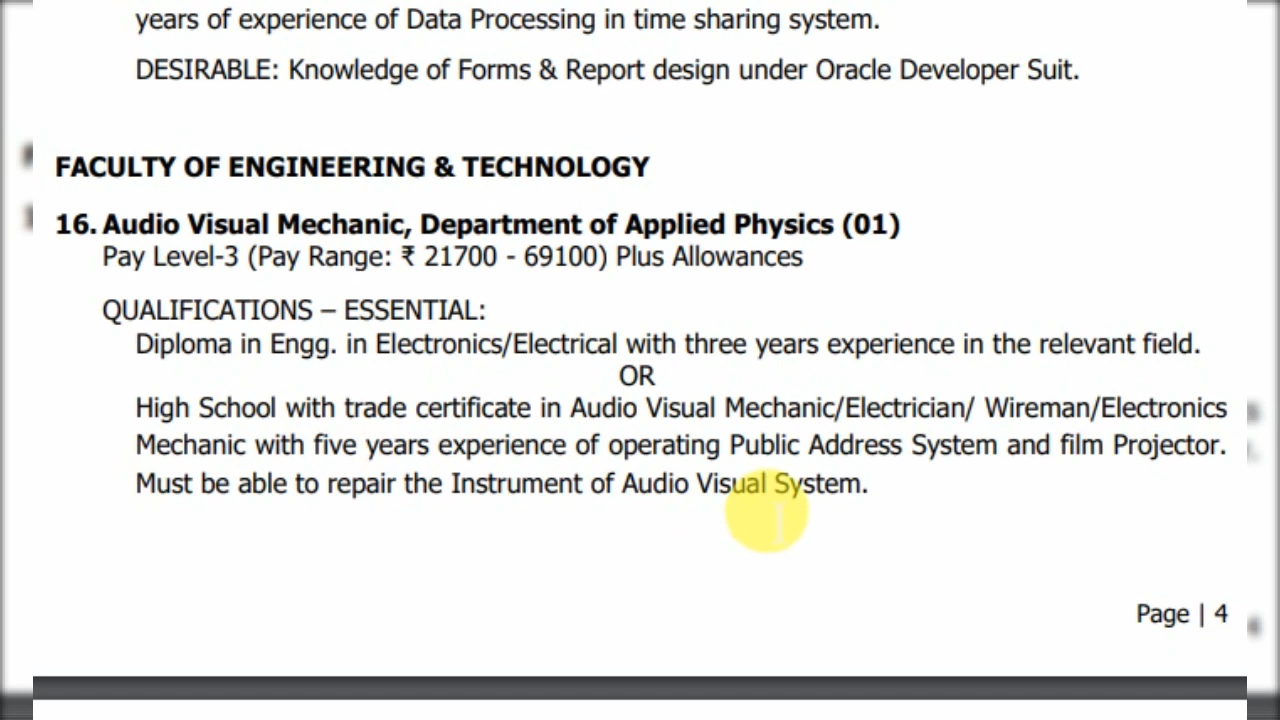 years of experience of Data Processing in time sharing system.
DESIRABLE: Knowledge of Forms & Report design under Oracle Developer Suit.
FACULTY OF ENGINEERING & TECHNOLOGY
16. Audio Visual Mechanic, Department of Applied Physics (01)
Pay Level-3 (Pay Range: ₹ 21700 - 69100) Plus Allowances
QUALIFICATIONS – ESSENTIAL:
Diploma in Engg. in Electronics/Electrical with three years experience in the relevant field.
OR
High School with trade certificate in Audio Visual Mechanic/Electrician/ Wireman/Electronics
Mechanic with five years experience of operating Public Address System and film Projector.
Must be able to repair the Instrument of Audio Visual System.
Page | 4